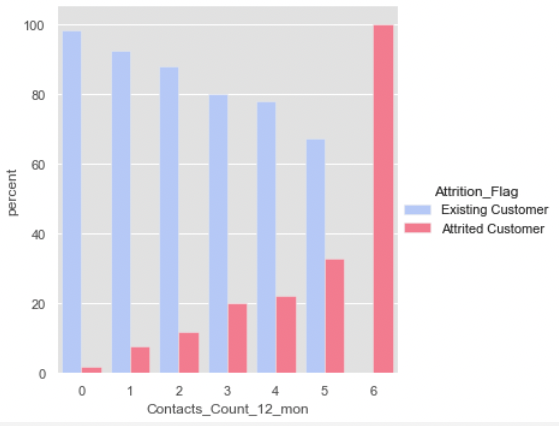 100
80
60
40
20
0
percent
0 1 2 3 4 5 6
Contacts_Count_12_mon
Attrition_Flag
Existing Customer
Attrited Customer